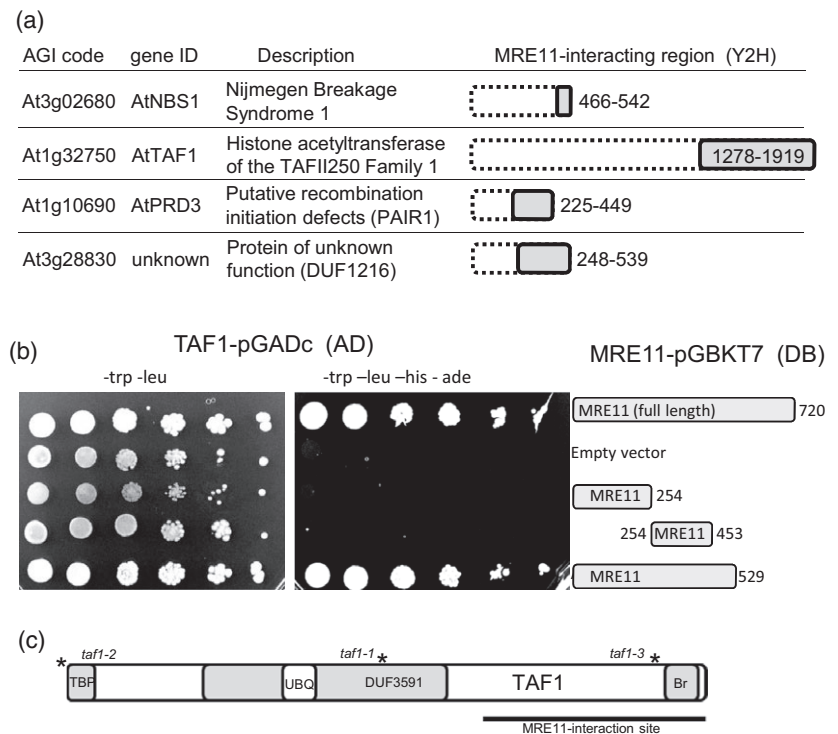 (a)
AGI code gene ID Description MRE11-interacting region (Y2H)
At3g02680 AtNBS1 Nijmegen Breakage
Syndrome 1
466-542
At1g32750 AtTAF1 Histone acetyltransferase
of the TAFII250 Family 1
1278-1919
At1g10690 AtPRD3 Putative recombination
initiation defects (PAIR1)
225-449
At3g28830 unknown Protein of unknown
function (DUF1216)
248-539
(b)
TAF1-pGADc (AD)
MRE11-pGBKT7 (DB)
-trp -leu
-trp –leu –his - ade
MRE11 (full length) 720
Empty vector
MRE11 254
254 MRE11 453
MRE11 529
(c)
* taf1-2 taf1-1 * taf1-3 *
TBP UBQ DUF3591 TAF1 Br
MRE11-interaction site